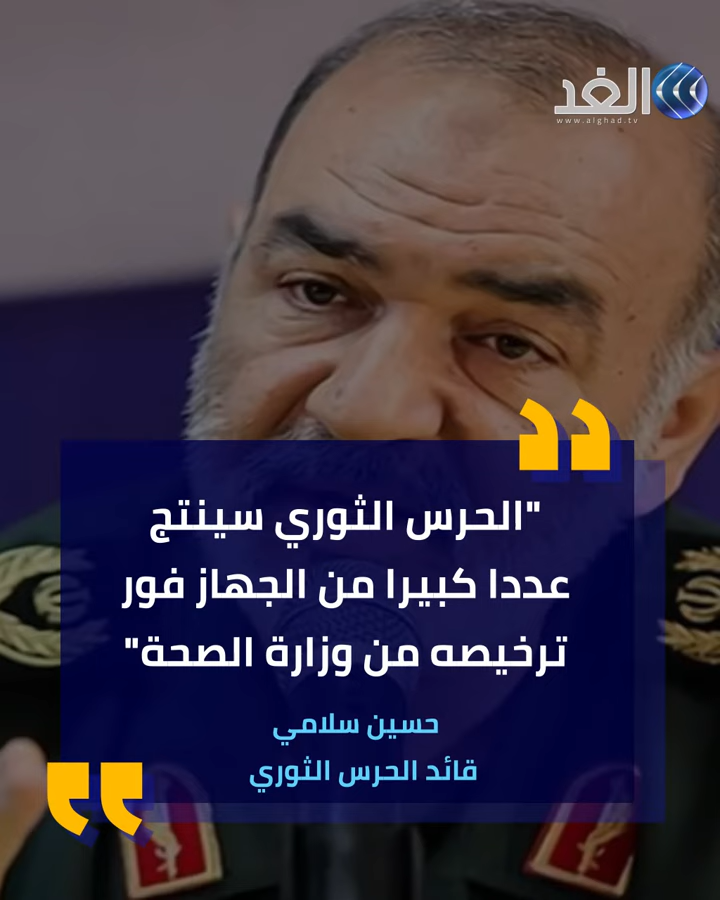 الغد
www.alghad.tv
"الحرس الثوري سينتج
عددا كبيرا من الجهاز فور
ترخيصه من وزارة الصحة"
حسين سلامي
قائد الحرس الثوري